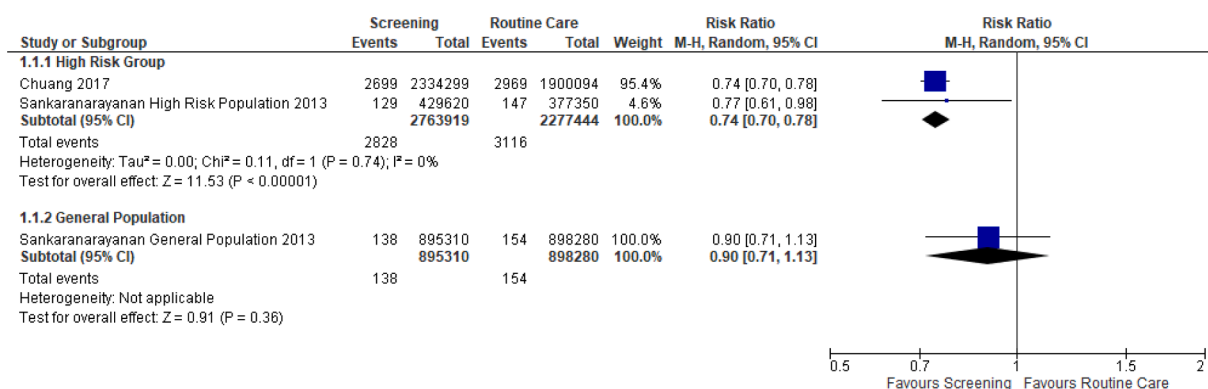 Screening Routine Care Risk Ratio Risk Ratio
Study or Subgroup Events Total Events Total Weight M-H, Random, 95% CI M-H, Random, 95% CI
1.1.1 High Risk Group
Chuang 2017 2699 2334299 2969 1900094 95.4% 0.74 [0.70, 0.78]
Sankaranarayanan High Risk Population 2013 129 429620 147 377350 4.6% 0.77 [0.61, 0.98]
Subtotal (95% CI) 2763919 2277444 100.0% 0.74 [0.70, 0.78]
Total events 2828 3116
Heterogeneity: Tau² = 0.00; Chi² = 0.11, df = 1 (P = 0.74); I² = 0%
Test for overall effect: Z = 11.53 (P < 0.00001)
1.1.2 General Population
Sankaranarayanan General Population 2013 138 895310 154 898280 100.0% 0.90 [0.71, 1.13]
Subtotal (95% CI) 895310 898280 100.0% 0.90 [0.71, 1.13]
Total events 138 154
Heterogeneity: Not applicable
Test for overall effect: Z = 0.91 (P = 0.36)
0.5 0.7 1 1.5 2
Favours Screening Favours Routine Care